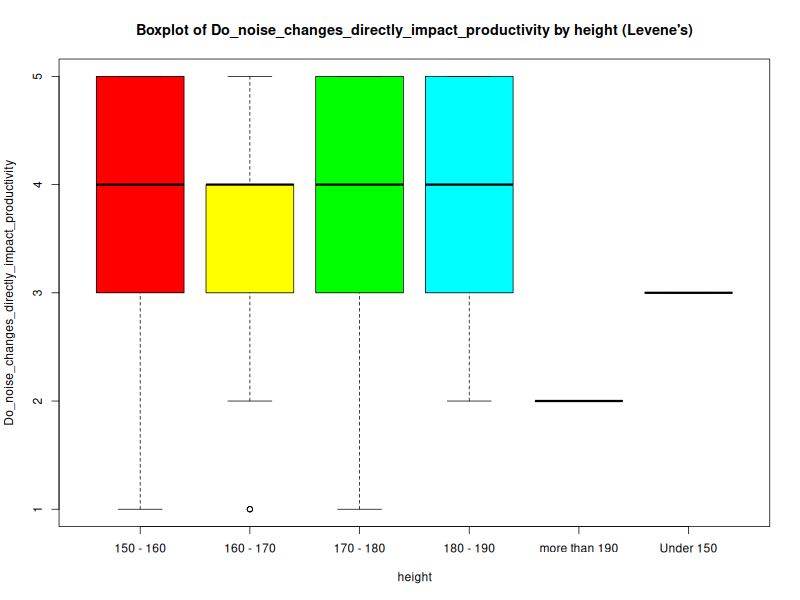 Boxplot of Do_noise_changes_directly_impact_productivity by height (Levene's)
Do_noise_changes_directly_impact_productivity
5
4
3
2
1
150 - 160 160 - 170 170 - 180 180 - 190 more than 190 Under 150
height